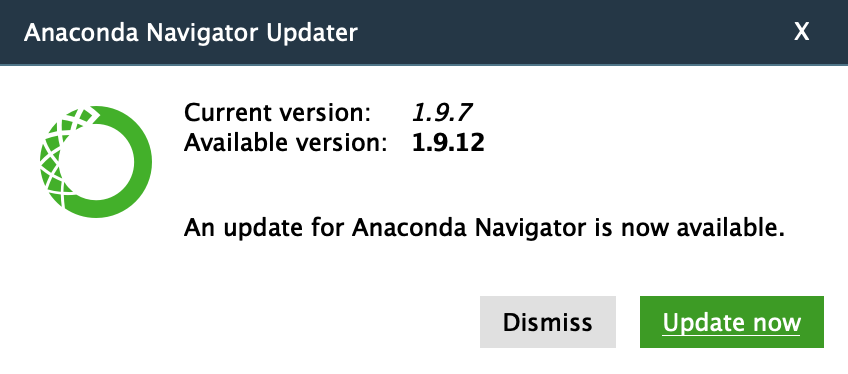 Anaconda Navigator Updater X
Current version: 1.9.7
Available version: 1.9.12
An update for Anaconda Navigator is now available.
Dismiss Update now